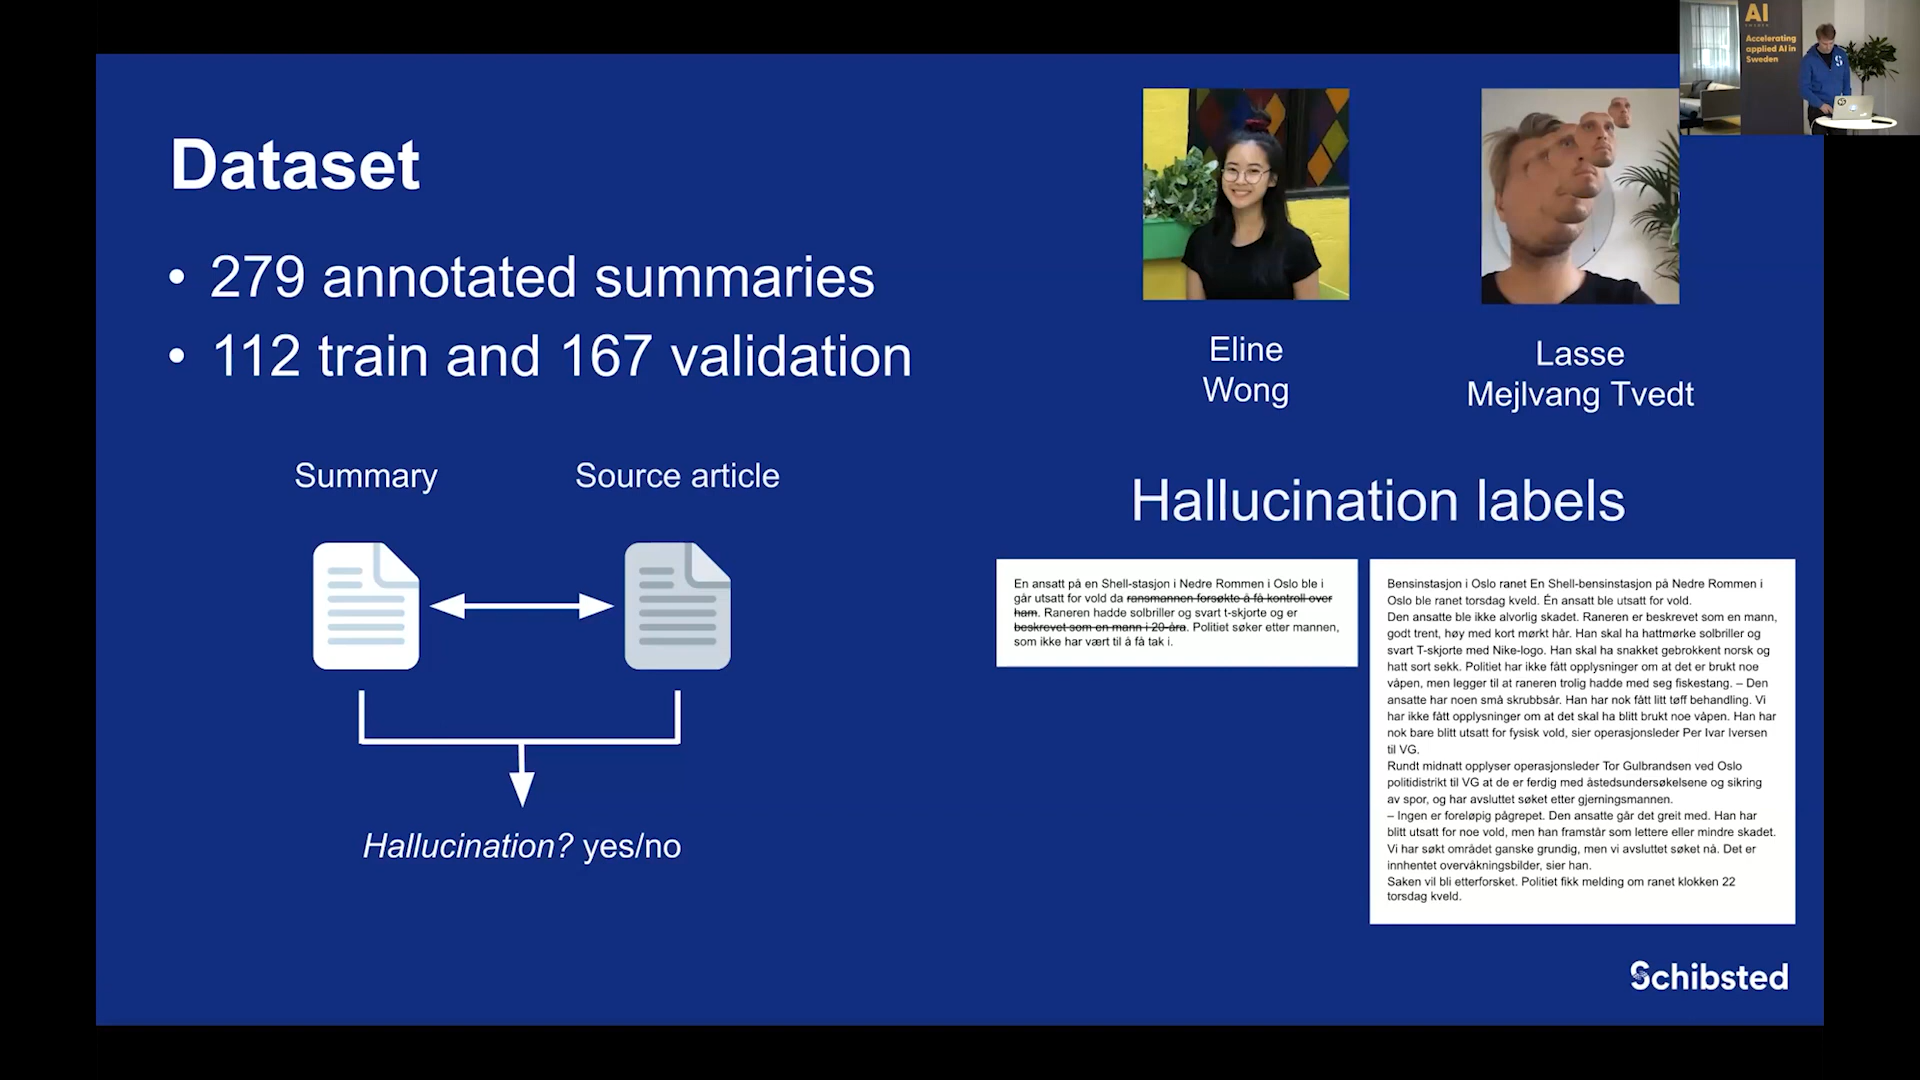 AI
Accelerating
applied AI in
Sweden
Dataset
• 279 annotated summaries
• 112 train and 167 validation
Summary
Source article
Hallucination? yes/no
Eline
Wong
Lasse
Mejlvang Tvedt
Hallucination labels
En ansatt på en Shell-stasjon i Nedre Rommen i Oslo ble i
går utsatt for vold da ransmannen forsøkte å få kontroll over
ham. Raneren hadde solbriller og svart t-skjorte og er
beskrevet som en mann i 20-åra. Politiet søker etter mannen,
som ikke har vært til å få tak i.
Bensinstasjon i Oslo ranet En Shell-bensinstasjon på Nedre Rommen i
Oslo ble ranet torsdag kveld. Én ansatt ble utsatt for vold.
Den ansatte ble ikke alvorlig skadet. Raneren er beskrevet som en mann,
godt trent, høy med kort mørkt hår. Han skal ha hattmørke solbriller og
svart T-skjorte med Nike-logo. Han skal ha snakket gebrokkent norsk og
hatt sort sekk. Politiet har ikke fått opplysninger om at det er brukt noe
våpen, men legger til at raneren trolig hadde med seg fiskestang. – Den
ansatte har noen små skrubbsår. Han har nok fått litt tøff behandling. Vi
har ikke fått opplysninger om at det skal ha blitt brukt noe våpen. Han har
nok bare blitt utsatt for fysisk vold, sier operasjonsleder Per Ivar Iversen
til VG.
Rundt midnatt opplyser operasjonsleder Tor Gulbrandsen ved Oslo
politidistrikt til VG at de er ferdig med åstedsundersøkelsene og sikring
av spor, og har avsluttet søket etter gjerningsmannen.
– Ingen er foreløpig pågrepet. Den ansatte går det greit med. Han har
blitt utsatt for noe vold, men han framstår som lettere eller mindre skadet.
Vi har søkt området ganske grundig, men vi avsluttet søket nå. Det er
innhentet overvåkningsbilder, sier han.
Saken vil bli etterforsket. Politiet fikk melding om ranet klokken 22
torsdag kveld.
Schibsted